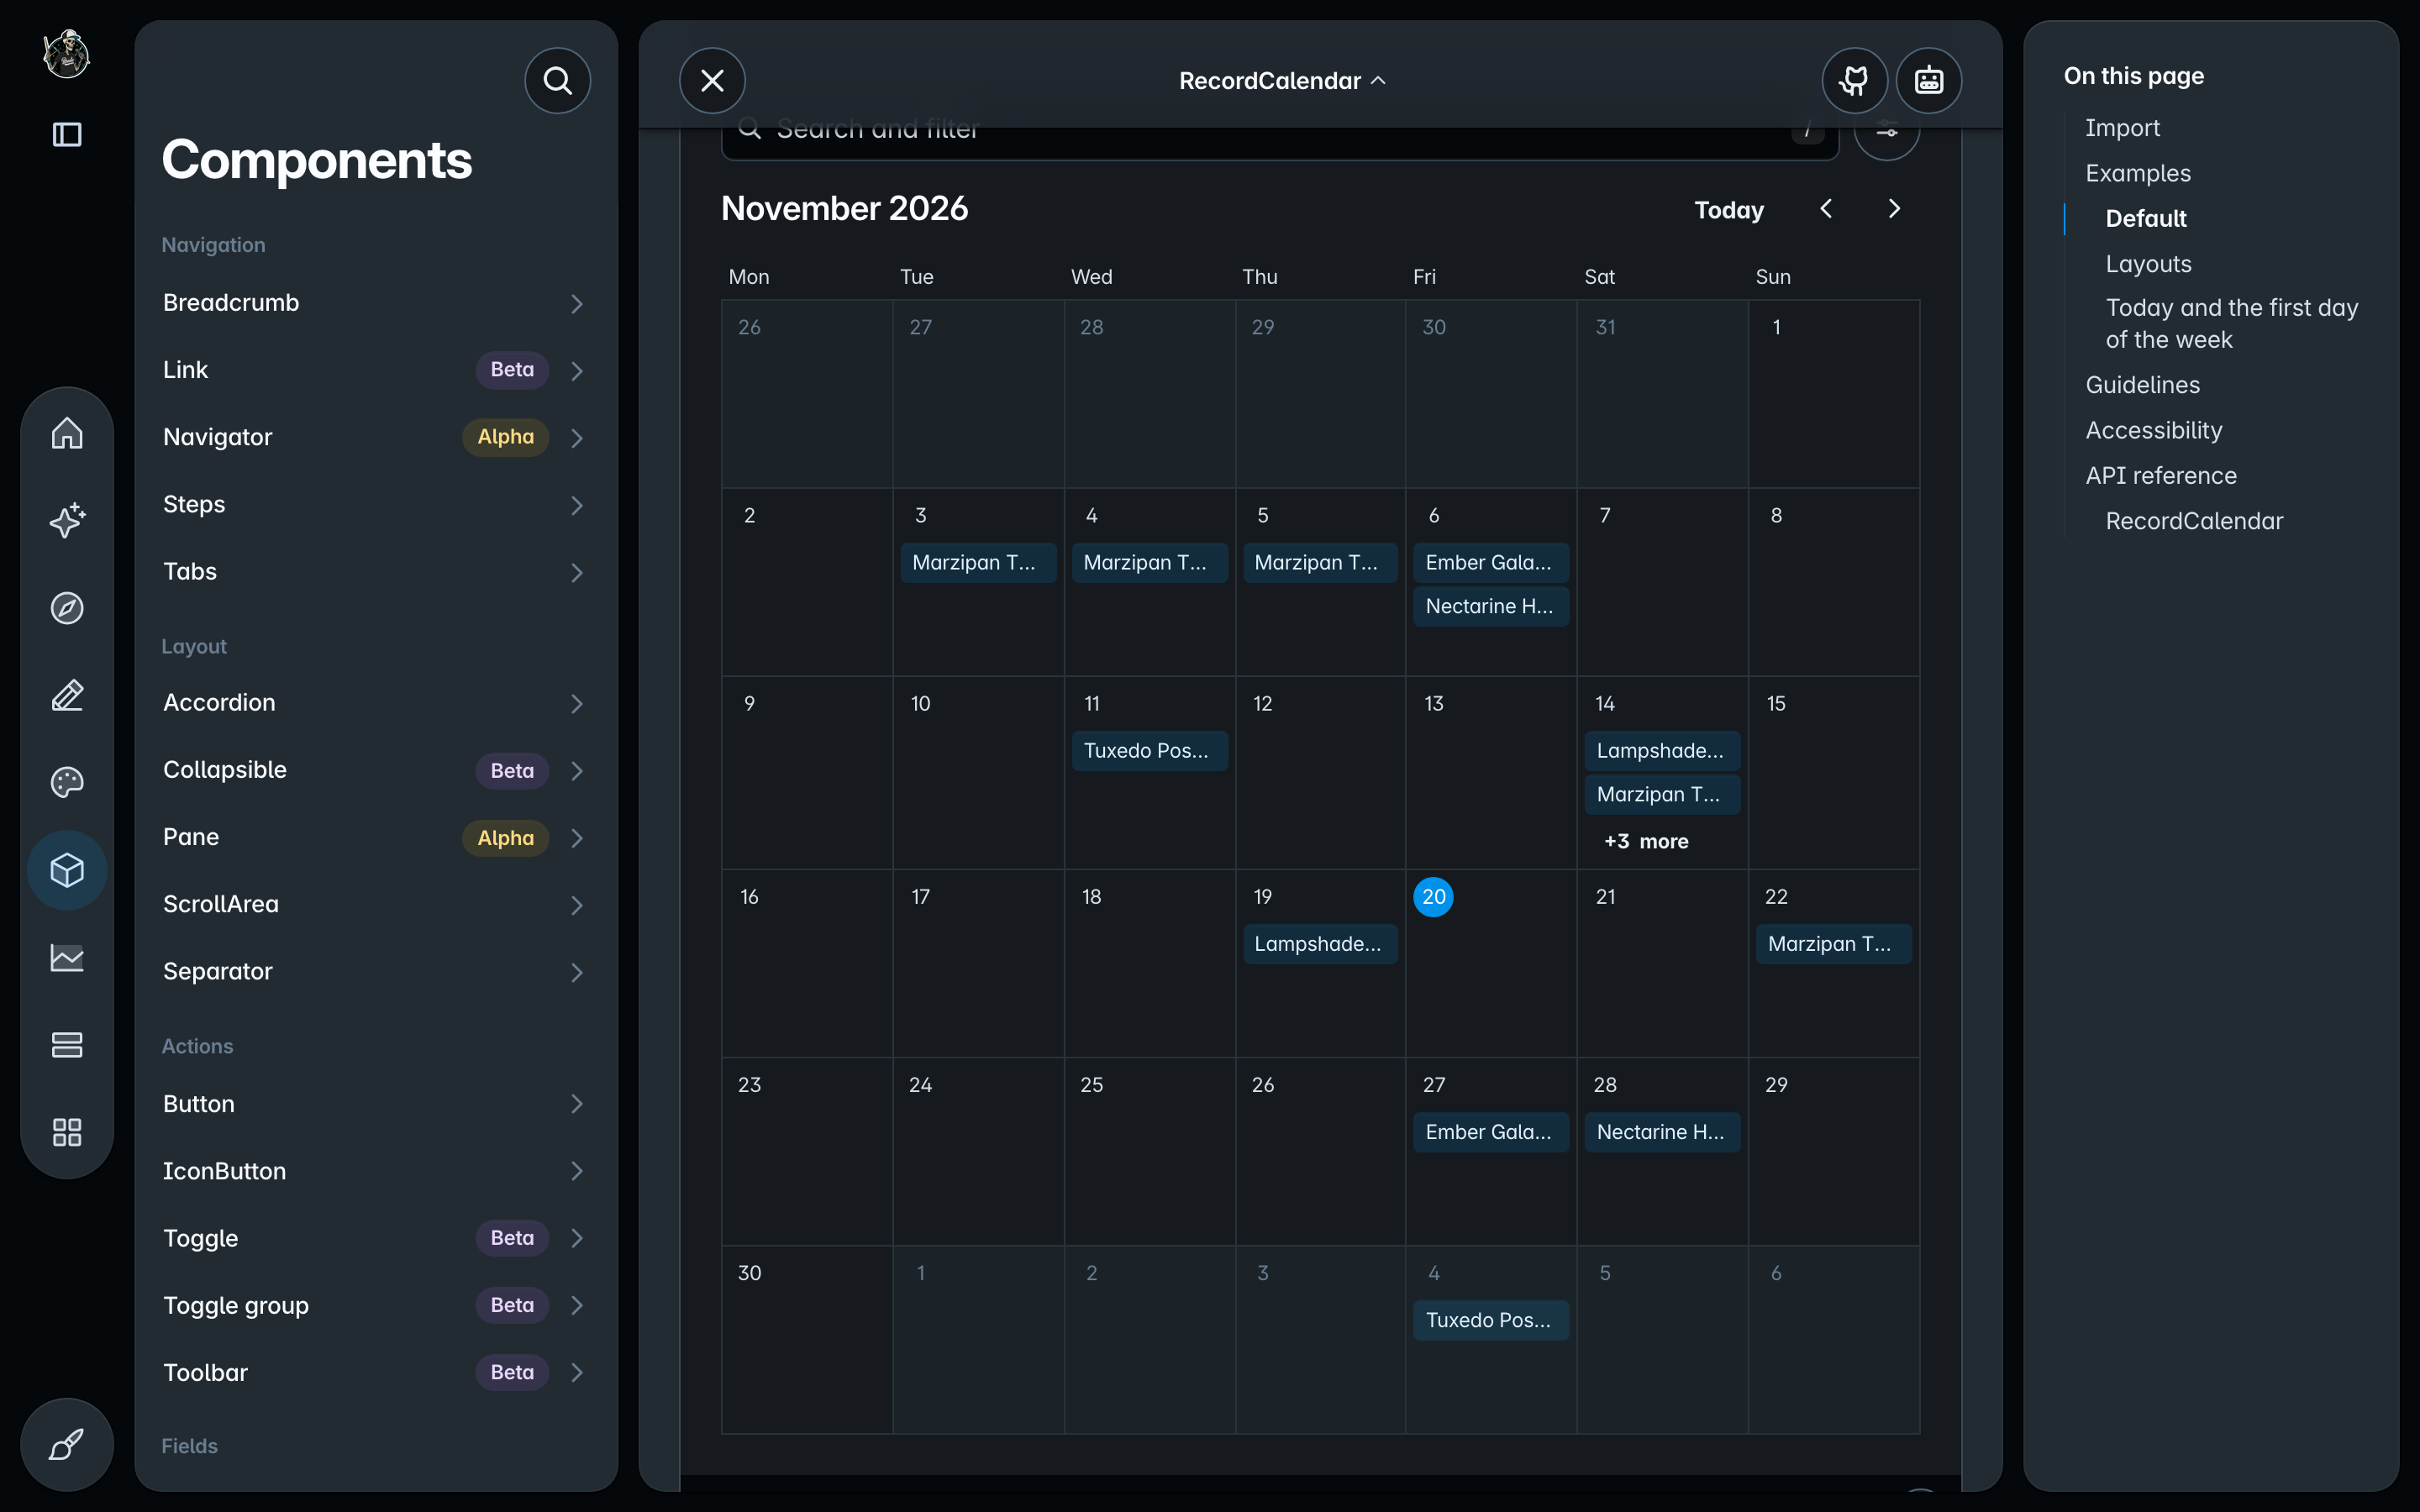 Components
Navigation
Breadcrumb
Link Beta
Navigator Alpha
Steps
Tabs
Layout
Accordion
Collapsible Beta
Pane Alpha
ScrollArea
Separator
Actions
Button
IconButton
Toggle Beta
Toggle group Beta
Toolbar Beta
Fields
RecordCalendar
Search and filter /
November 2026
Today
Mon Tue Wed Thu Fri Sat Sun
26 27 28 29 30 31 1
2 3 4 5 6 7 8
Marzipan T... Marzipan T... Marzipan T... Ember Gala...
Nectarine H...
9 10 11 12 13 14 15
Tuxedo Pos... Lampshade...
Marzipan T...
+3 more
16 17 18 19 20 21 22
Lampshade... Marzipan T...
23 24 25 26 27 28 29
Ember Gala... Nectarine H...
30 1 2 3 4 5 6
Tuxedo Pos...
On this page
Import
Examples
Default
Layouts
Today and the first day
of the week
Guidelines
Accessibility
API reference
RecordCalendar